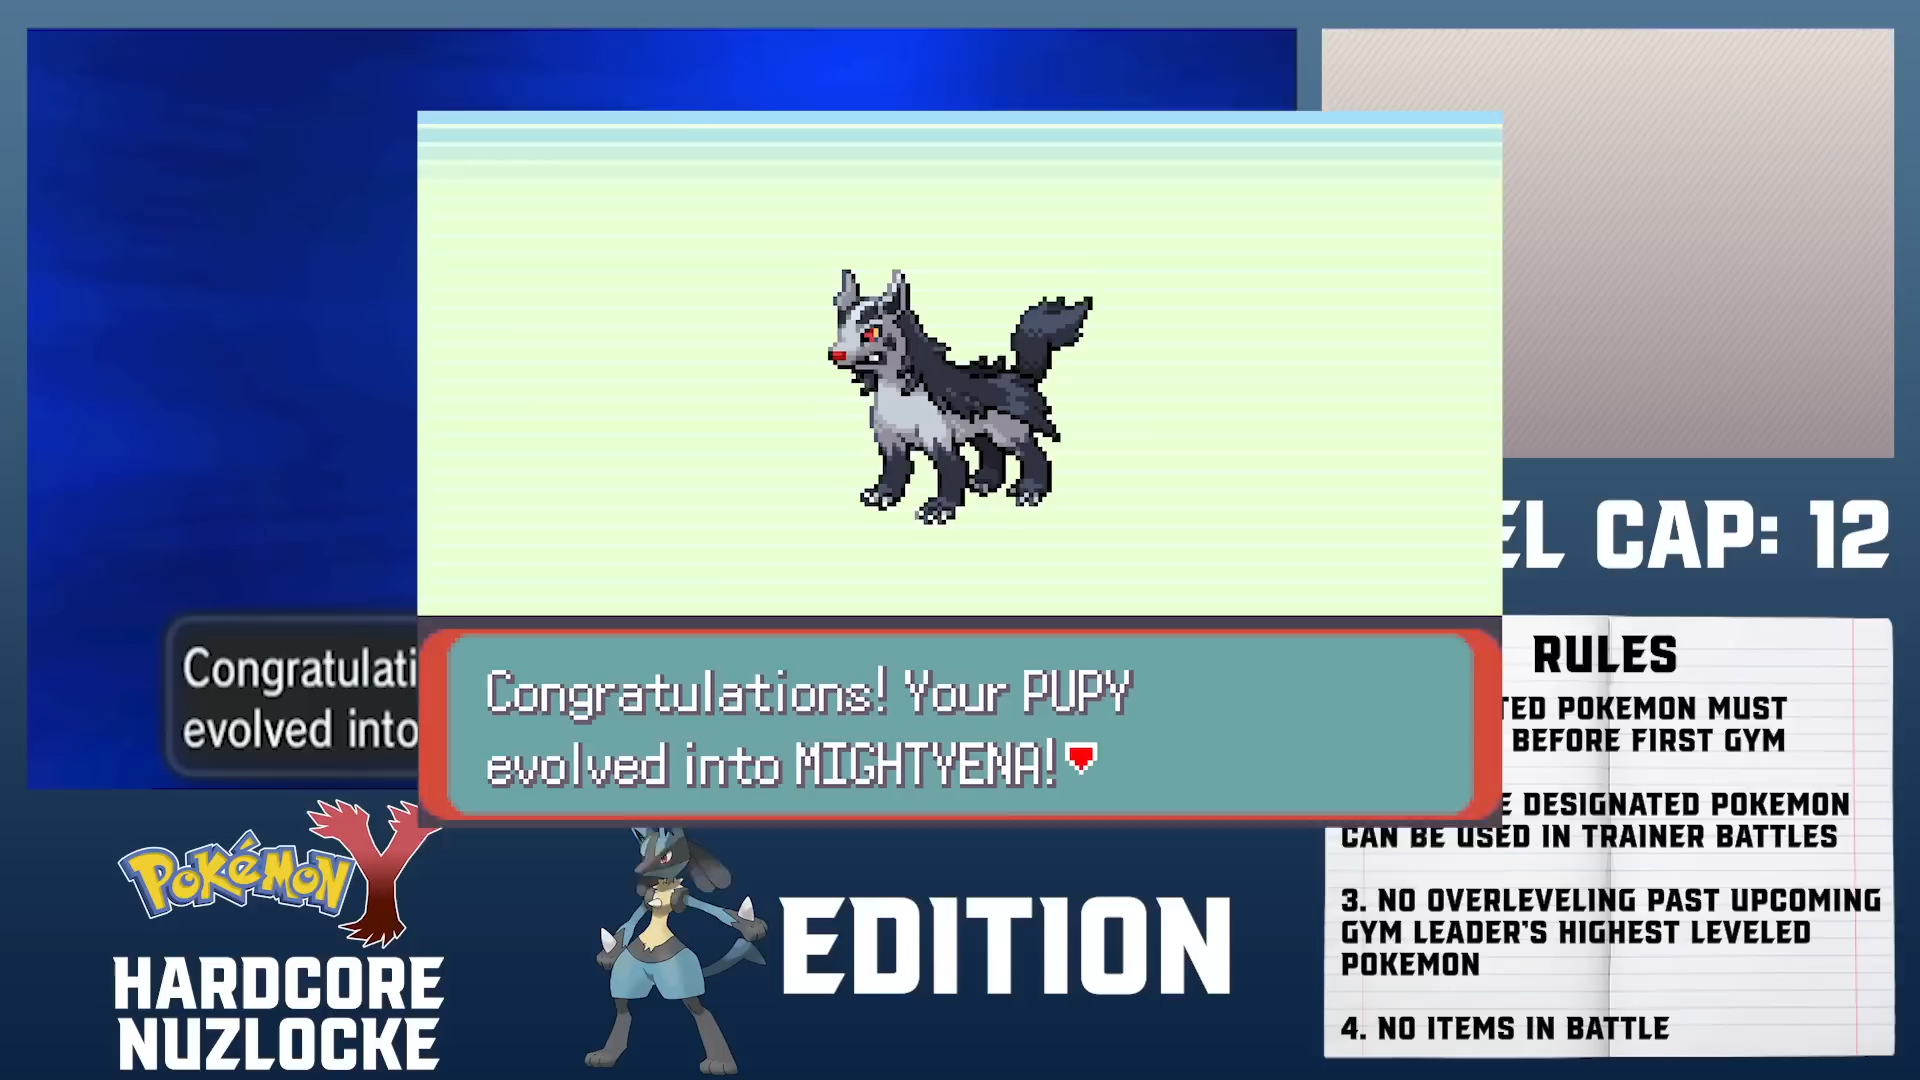 EL CAP: 12
Congratulati
evolved into
Congratulations! Your PUPY
evolved into MIGHTYENA!
RULES
TED POKEMON MUST
BEFORE FIRST GYM
E DESIGNATED POKEMON
CAN BE USED IN TRAINER BATTLES
3. NO OVERLEVELING PAST UPCOMING
GYM LEADER'S HIGHEST LEVELED
POKEMON
4. NO ITEMS IN BATTLE
POKéMON Y
HARDCORE
NUZLOCKE
EDITION